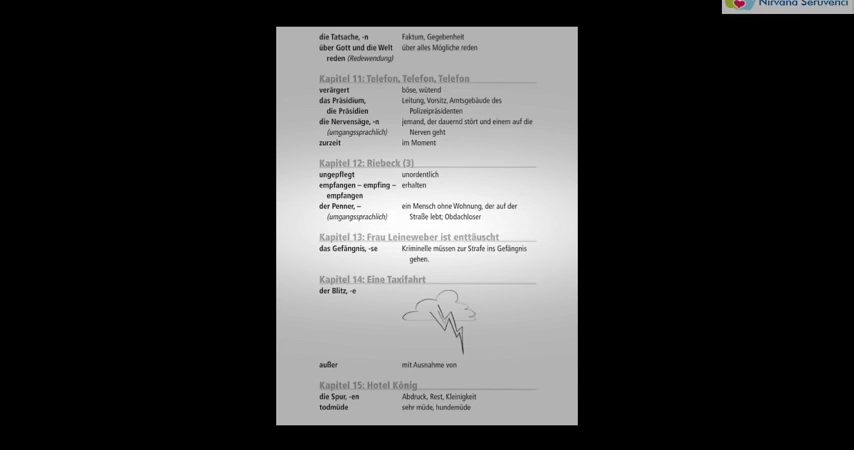 Nirvana Serüvenci
die Tatsache, -n Faktum, Gegebenheit
über Gott und die Welt über alles Mögliche reden
reden (Redewendung)
Kapitel 11: Telefon, Telefon, Telefon
verärgert böse, wütend
das Präsidium, Leitung, Vorsitz, Amtsgebäude des
die Präsidien Polizeipräsidenten
die Nervensäge, -n jemand, der dauernd stört und einem auf die
(umgangssprachlich) Nerven geht
zurzeit im Moment
Kapitel 12: Riebeck (3)
ungepflegt unordentlich
empfangen – empfing – erhalten
empfangen
der Penner, – ein Mensch ohne Wohnung, der auf der
(umgangssprachlich) Straße lebt; Obdachloser
Kapitel 13: Frau Leineweber ist enttäuscht
das Gefängnis, -se Kriminelle müssen zur Strafe ins Gefängnis
gehen.
Kapitel 14: Eine Taxifahrt
der Blitz, -e
außer mit Ausnahme von
Kapitel 15: Hotel König
die Spur, -en Abdruck, Rest, Kleinigkeit
todmüde sehr müde, hundemüde